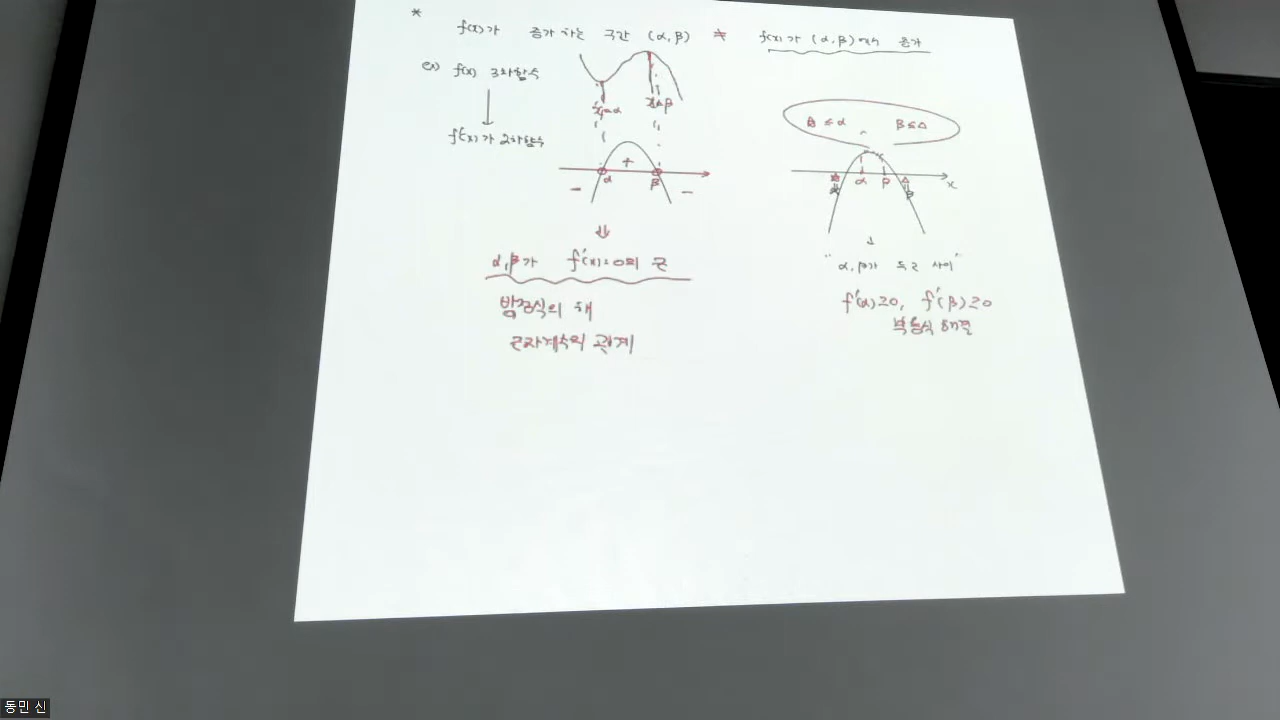 * f(x)가 증가하는 구간 (α,β) ≒ f(x)가 (α,β)에서 증가
ex) f(x) 3차함수
x=α x=β
f'(x)가 2차함수
+
α β
- -
α,β가 f'(x)=0의 근
방정식의 해
근과계수의 관계
≤α β≤△
α β △ x
"α,β가 두근 사이"
f'(α)≥0, f'(β)≥0
부등식 해결
동민 신